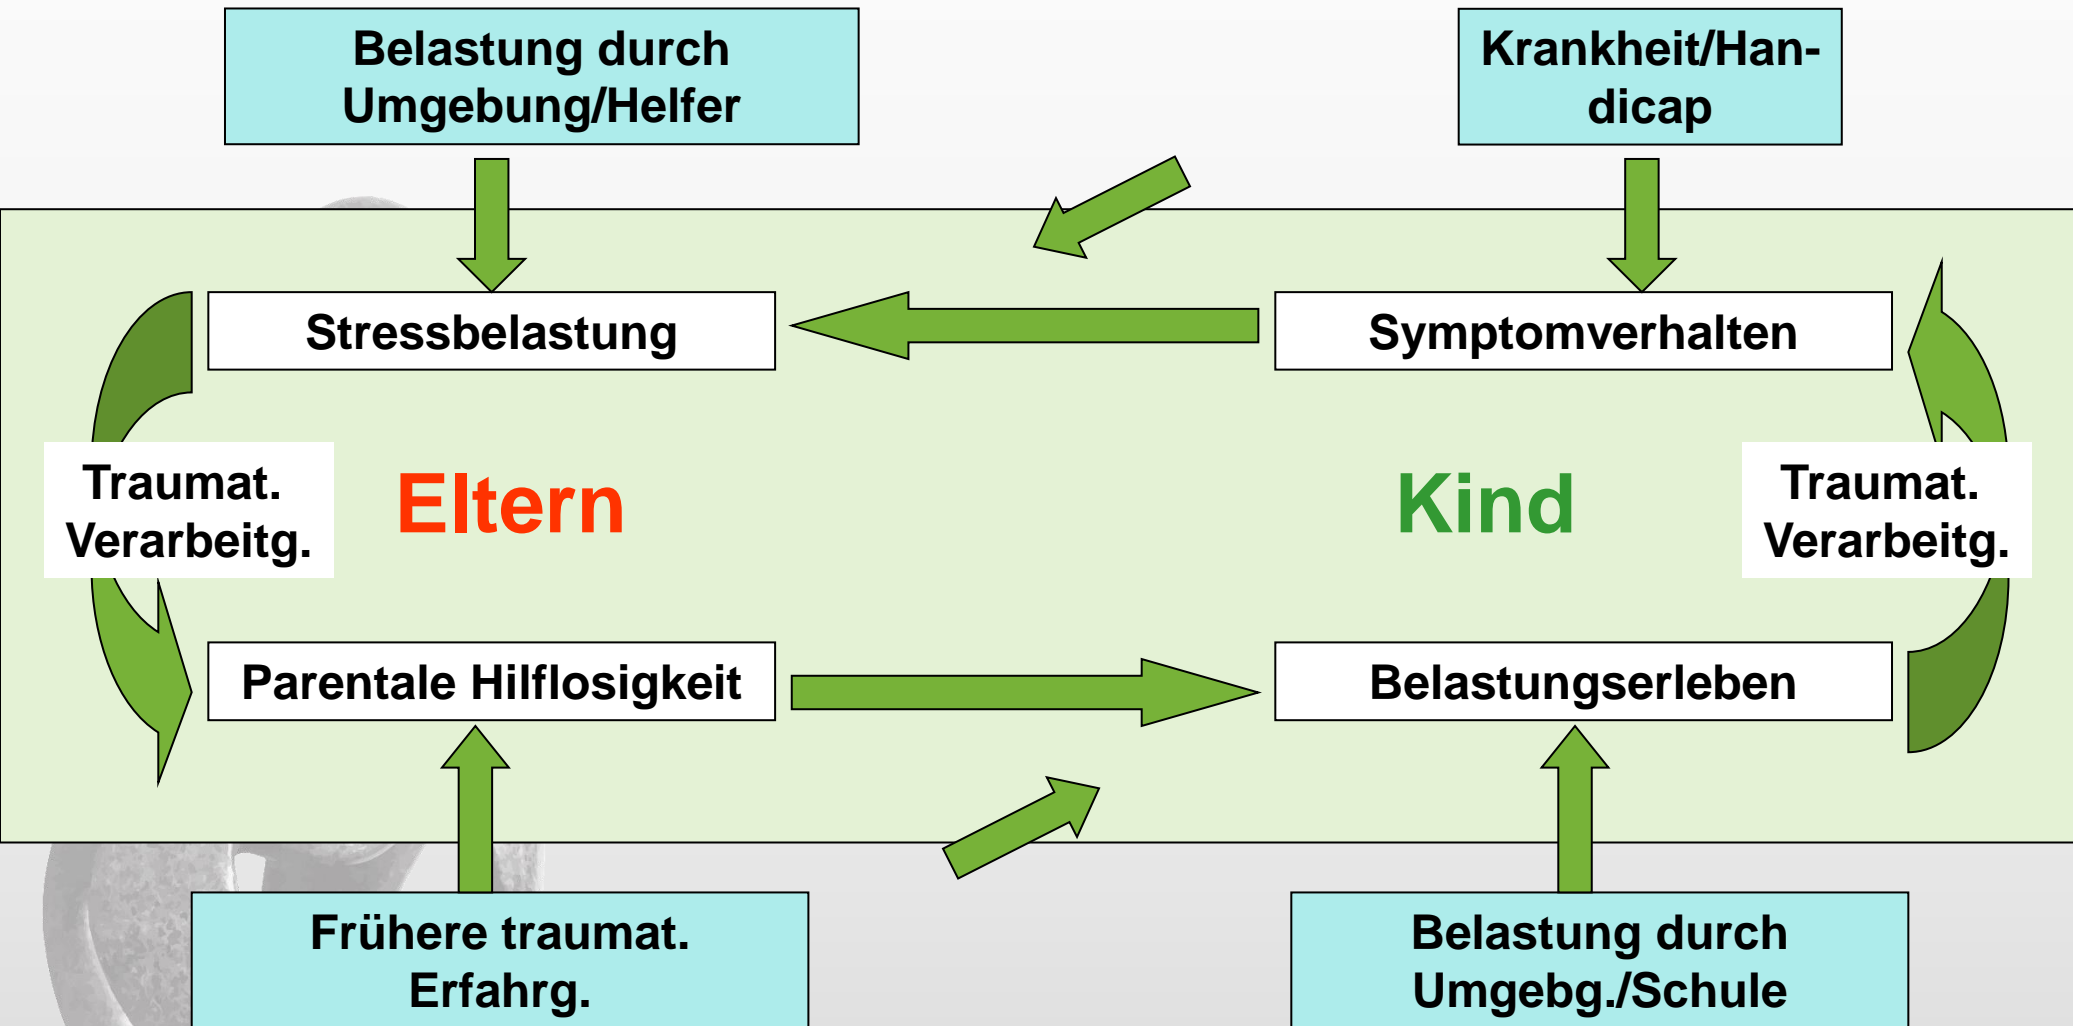 Belastung durch
Umgebung/Helfer
Krankheit/Han-
dicap
Stressbelastung
Symptomverhalten
Traumat.
Verarbeitg.
Eltern
Kind
Traumat.
Verarbeitg.
Parentale Hilflosigkeit
Belastungserleben
Frühere traumat.
Erfahrg.
Belastung durch
Umgebg./Schule